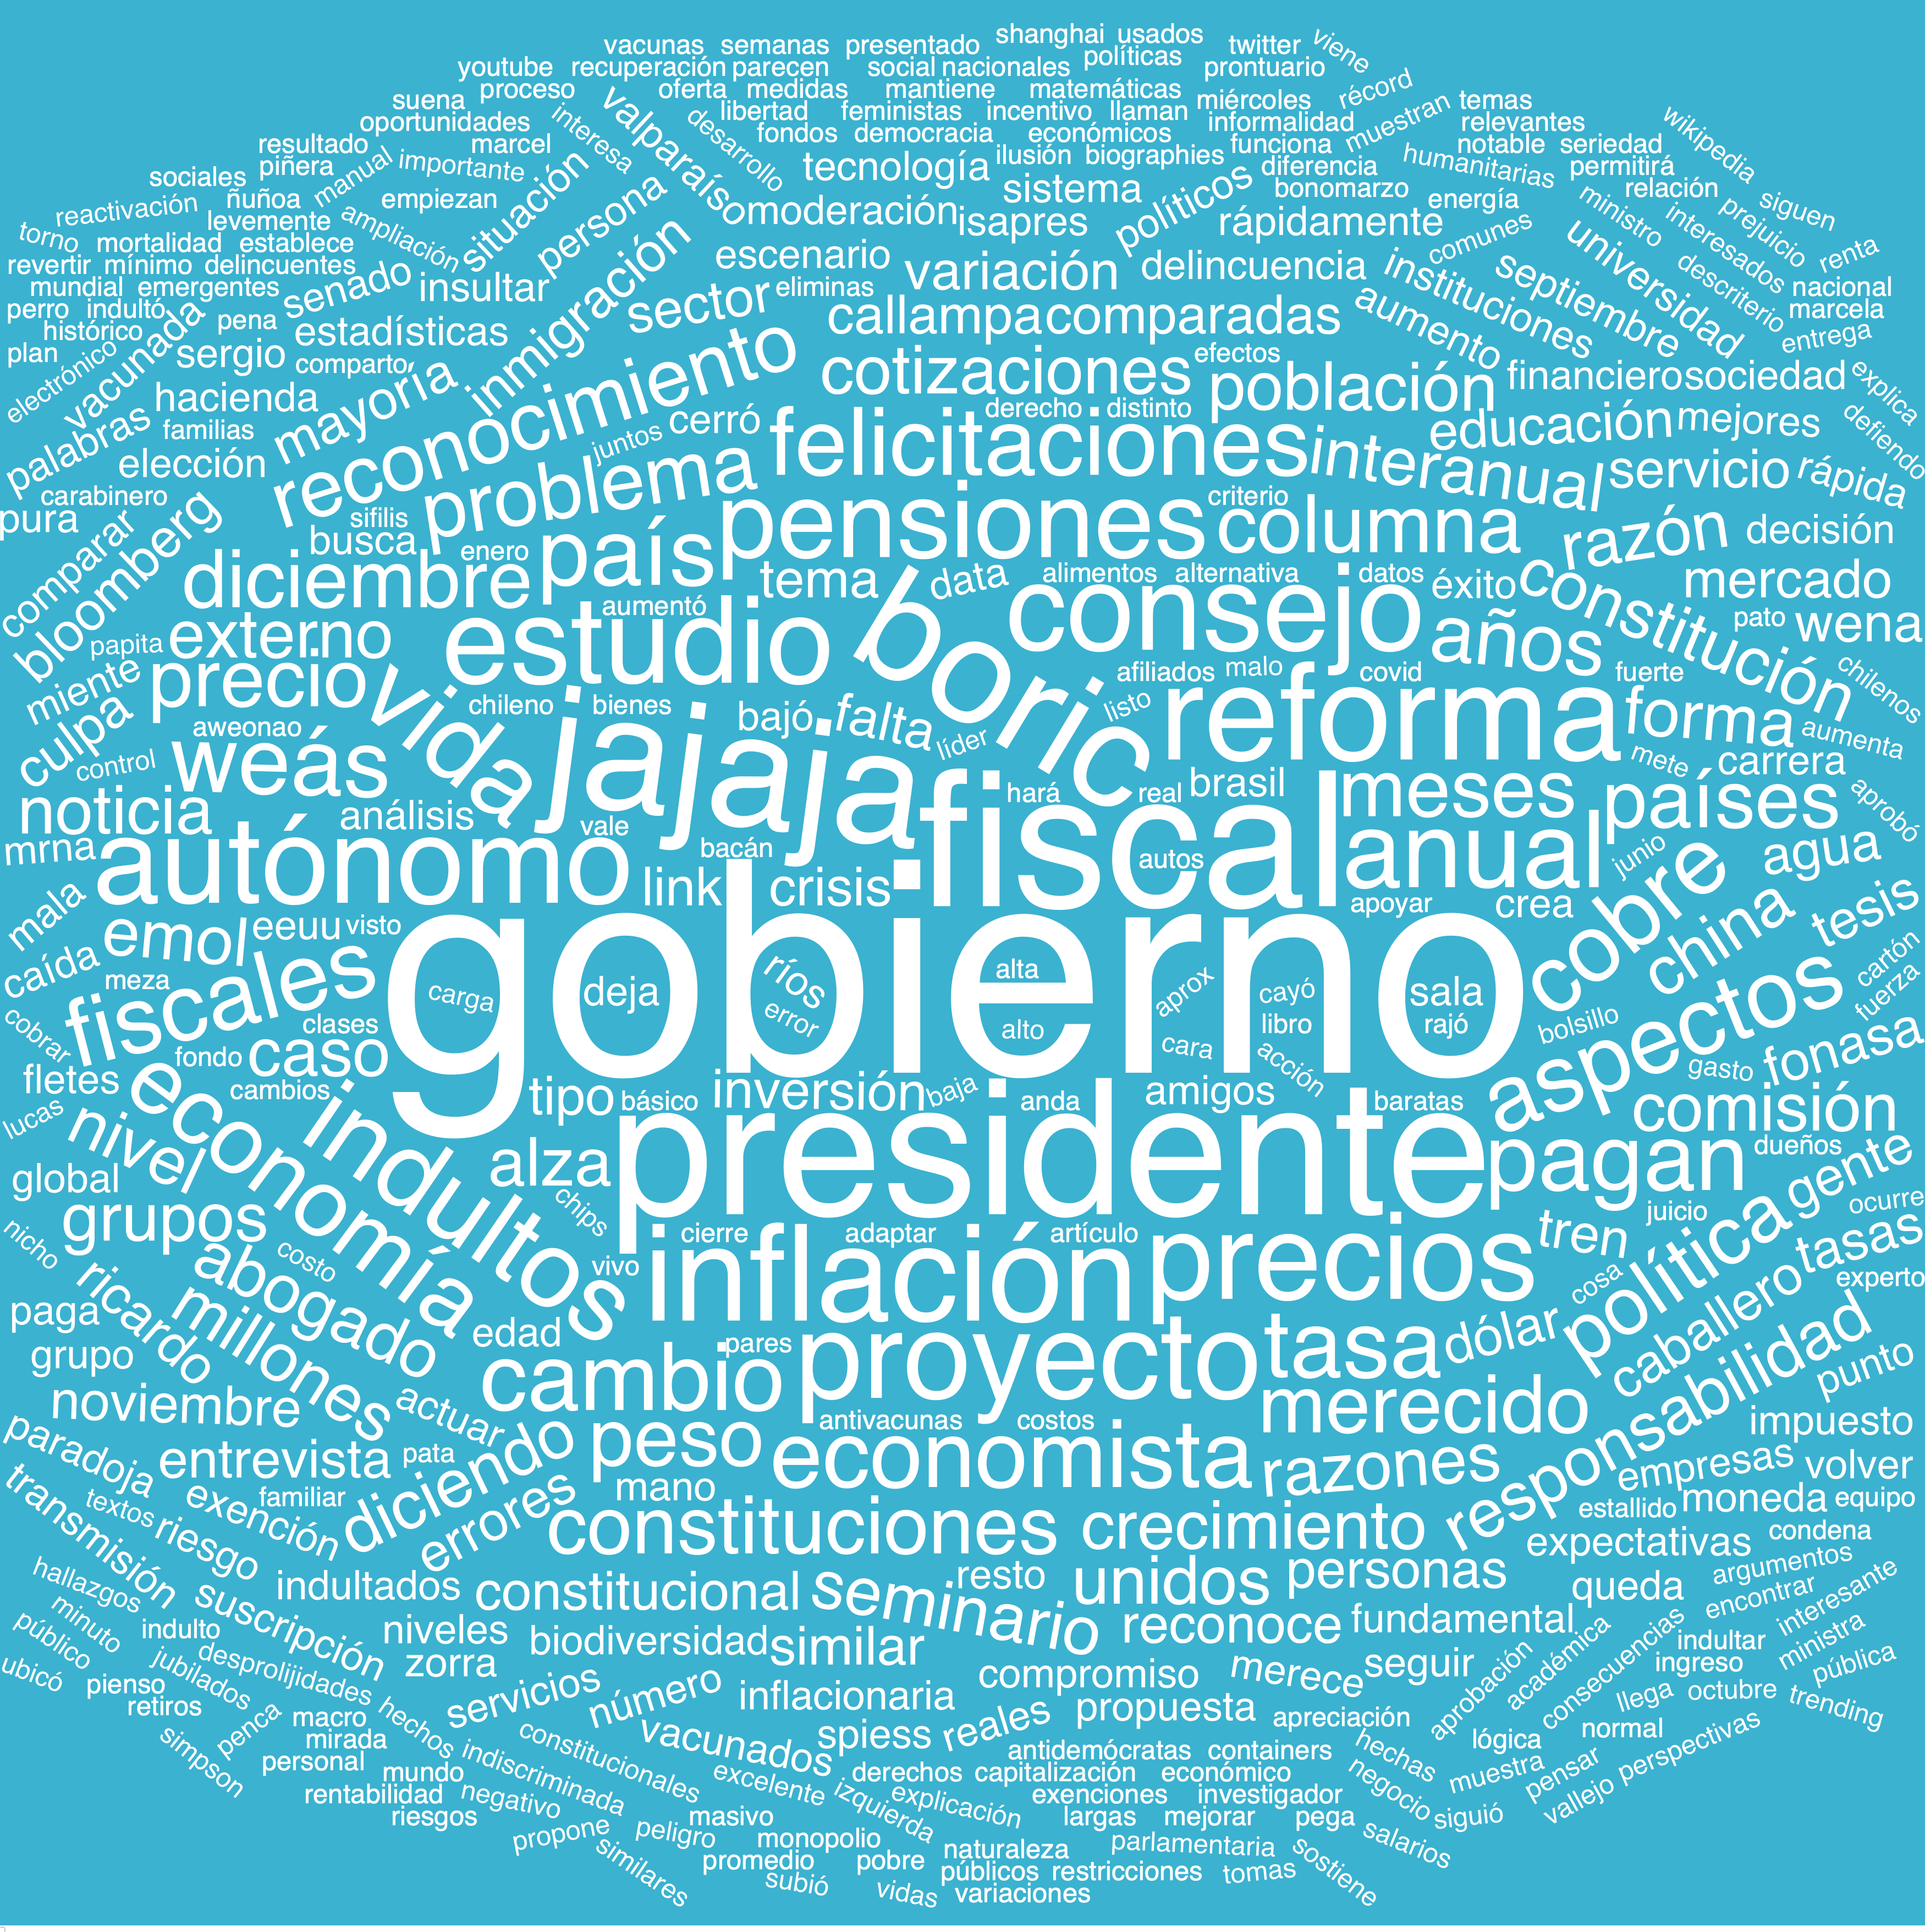 shanghai usados
vacunas semanas presentado twitter viene
políticas
youtube recuperación parecen social nacionales prontuario
proceso oferta medidas mantiene matemáticas récord
suena valparaíso libertad feministas incentivo llaman miércoles muestran temas wikipedia
oportunidades interesa desarrollo fondos democracia económicos informalidad relevantes
resultado marcel funciona notable seriedad
piñera manual importante situación tecnología ilusión biographies diferencia humanitarias permitirá
sociales ñuñoa empiezan persona sistema políticos bonomarzo relación
reactivación levemente ampliación moderación isapres rápidamente energía ministro interesados prejuicio siguen
torno mortalidad establece inmigración escenario comunes universidad renta
revertir mínimo delincuentes senado insultar variación delincuencia instituciones septiembre descriterio
mundial emergentes sector eliminas aumento nacional
perro indultó pena estadísticas callampa comparadas marcela
histórico vacunada reconocimiento entrega
plan sergio comparto mayoría cotizaciones efectos explica
electrónico hacienda población financiero sociedad
palabras familias juntos cerró felicitaciones derecho distinto educación mejores defiendo
elección problema interanual servicio rápida
carabinero sifilis criterio
pura bloomberg busca país pensiones columna razón decisión
comparar diciembre enero tema data alimentos alternativa datos éxito mercado
aumentó boric consejo constitución
papita externo estudio años pato wena
miente precio vida afiliados malo covid fuerte chilenos
culpa chileno bienes jajaja bajó falta listo reforma forma
aweonao weás líder aumenta
control hará real brasil meses mete carrera aprobó
noticia análisis vale fiscal países
mrna autónomo bacán autos anual junio agua
link crisis cobre
mala emol eeuu visto gobierno apoyar crea china tesis
caída meza fiscales carga deja ríos alta aprox cayó sala aspectos cartón
cobrar clases error alto libro rajó bolsillo fuerza
fondo caso cara acción gasto fonasa
fletes cambios
lucas economía indultos tipo básico inversión baja anda amigos baratas comisión
nivel presidente pagan dueños
global alza chips gente
grupos juicio ocurre
nicho abogado costo cierre adaptar artículo tren política tasas
vivo inflación precios cosa experto
paga ricardo millones edad dólar caballero
grupo pares proyecto tasa
cambio responsabilidad punto
noviembre actuar antivacunas costos merecido impuesto
paradoja entrevista pata diciendo peso economista razones empresas volver
transmisión textos exención familiar mano moneda equipo
riesgo errores constituciones crecimiento estallido
expectativas condena
hallazgos suscripción indultados constitucional resto unidos personas queda argumentos
minuto seminario encontrar interesante
público indulto niveles biodiversidad similar reconoce fundamental indultar
ubicó jubilados desprolijidades zorra compromiso merece seguir aprobación académica consecuencias ingreso ministra pública
pienso servicios número inflacionaria llega octubre trending
retiros penca macro hechos reales propuesta apreciación
simpson mirada constitucionales vacunados spiess lógica normal
personal indiscriminada antidemócratas containers hechas perspectivas
mundo excelente derechos capitalización económico muestra pensar
rentabilidad negativo izquierda explicación exenciones investigador negocio vallejo
riesgos masivo largas mejorar pega siguió
propone peligro monopolio naturaleza parlamentaria salarios
similares promedio pobre públicos restricciones tomas sostiene
subió vidas variaciones